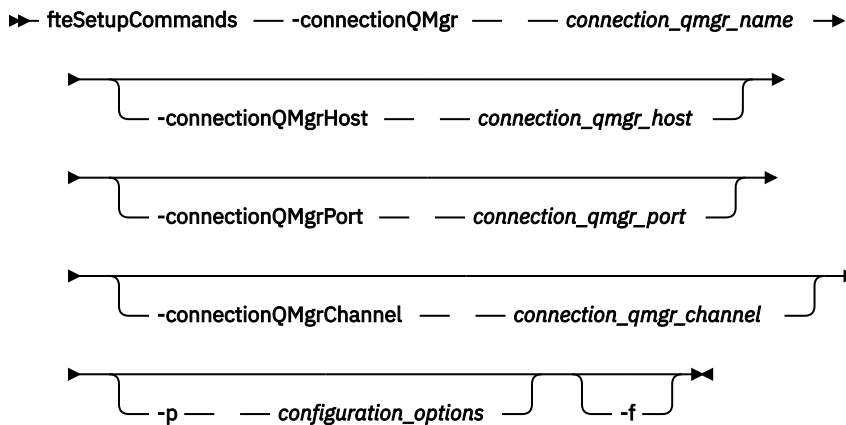 fteSetupCommands -connectionQMgr connection_qmgr_name
-connectionQMgrHost connection_qmgr_host
-connectionQMgrPort connection_qmgr_port
-connectionQMgrChannel connection_qmgr_channel
-p configuration_options -f